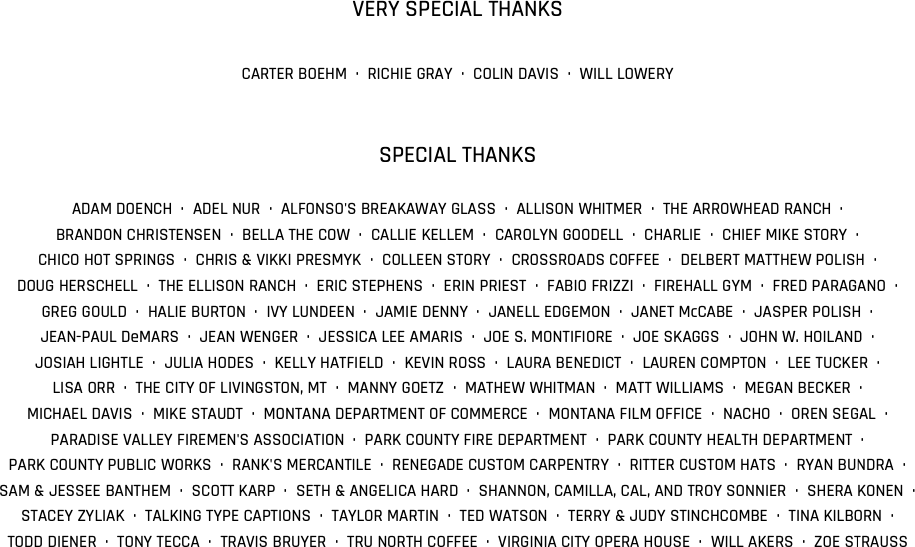 VERY SPECIAL THANKS
CARTER BOEHM · RICHIE GRAY · COLIN DAVIS · WILL LOWERY
SPECIAL THANKS
ADAM DOENCH · ADEL NUR · ALFONSO'S BREAKAWAY GLASS · ALLISON WHITMER · THE ARROWHEAD RANCH ·
BRANDON CHRISTENSEN · BELLA THE COW · CALLIE KELLEM · CAROLYN GOODELL · CHARLIE · CHIEF MIKE STORY ·
CHICO HOT SPRINGS · CHRIS & VIKKI PRESMYK · COLLEEN STORY · CROSSROADS COFFEE · DELBERT MATTHEW POLISH ·
DOUG HERSCHELL · THE ELLISON RANCH · ERIC STEPHENS · ERIN PRIEST · FABIO FRIZZI · FIREHALL GYM · FRED PARAGANO ·
GREG GOULD · HALIE BURTON · IVY LUNDEEN · JAMIE DENNY · JANELL EDGEMON · JANET McCABE · JASPER POLISH ·
JEAN-PAUL DeMARS · JEAN WENGER · JESSICA LEE AMARIS · JOE S. MONTIFIORE · JOE SKAGGS · JOHN W. HOILAND ·
JOSIAH LIGHTLE · JULIA HODES · KELLY HATFIELD · KEVIN ROSS · LAURA BENEDICT · LAUREN COMPTON · LEE TUCKER ·
LISA ORR · THE CITY OF LIVINGSTON, MT · MANNY GOETZ · MATHEW WHITMAN · MATT WILLIAMS · MEGAN BECKER ·
MICHAEL DAVIS · MIKE STAUDT · MONTANA DEPARTMENT OF COMMERCE · MONTANA FILM OFFICE · NACHO · OREN SEGAL ·
PARADISE VALLEY FIREMEN'S ASSOCIATION · PARK COUNTY FIRE DEPARTMENT · PARK COUNTY HEALTH DEPARTMENT ·
PARK COUNTY PUBLIC WORKS · RANK'S MERCANTILE · RENEGADE CUSTOM CARPENTRY · RITTER CUSTOM HATS · RYAN BUNDRA ·
SAM & JESSEE BANTHEM · SCOTT KARP · SETH & ANGELICA HARD · SHANNON, CAMILLA, CAL, AND TROY SONNIER · SHERA KONEN ·
STACEY ZYLIAK · TALKING TYPE CAPTIONS · TAYLOR MARTIN · TED WATSON · TERRY & JUDY STINCHCOMBE · TINA KILBORN ·
TODD DIENER · TONY TECCA · TRAVIS BRUYER · TRU NORTH COFFEE · VIRGINIA CITY OPERA HOUSE · WILL AKERS · ZOE STRAUSS